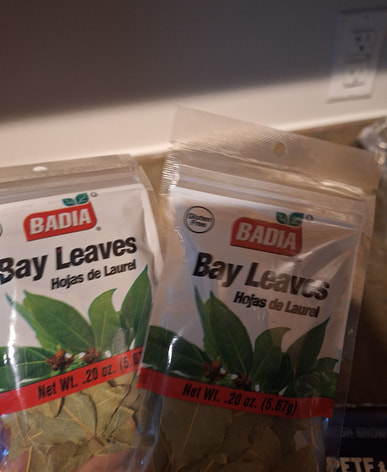 BADIA
Bay Leaves
Hojas de Laurel
Net Wt. .20 oz.
Gluten
Free
BADIA
Bay Leaves
Hojas de Laurel
Net Wt. .20 oz. (5.67g)
PETE